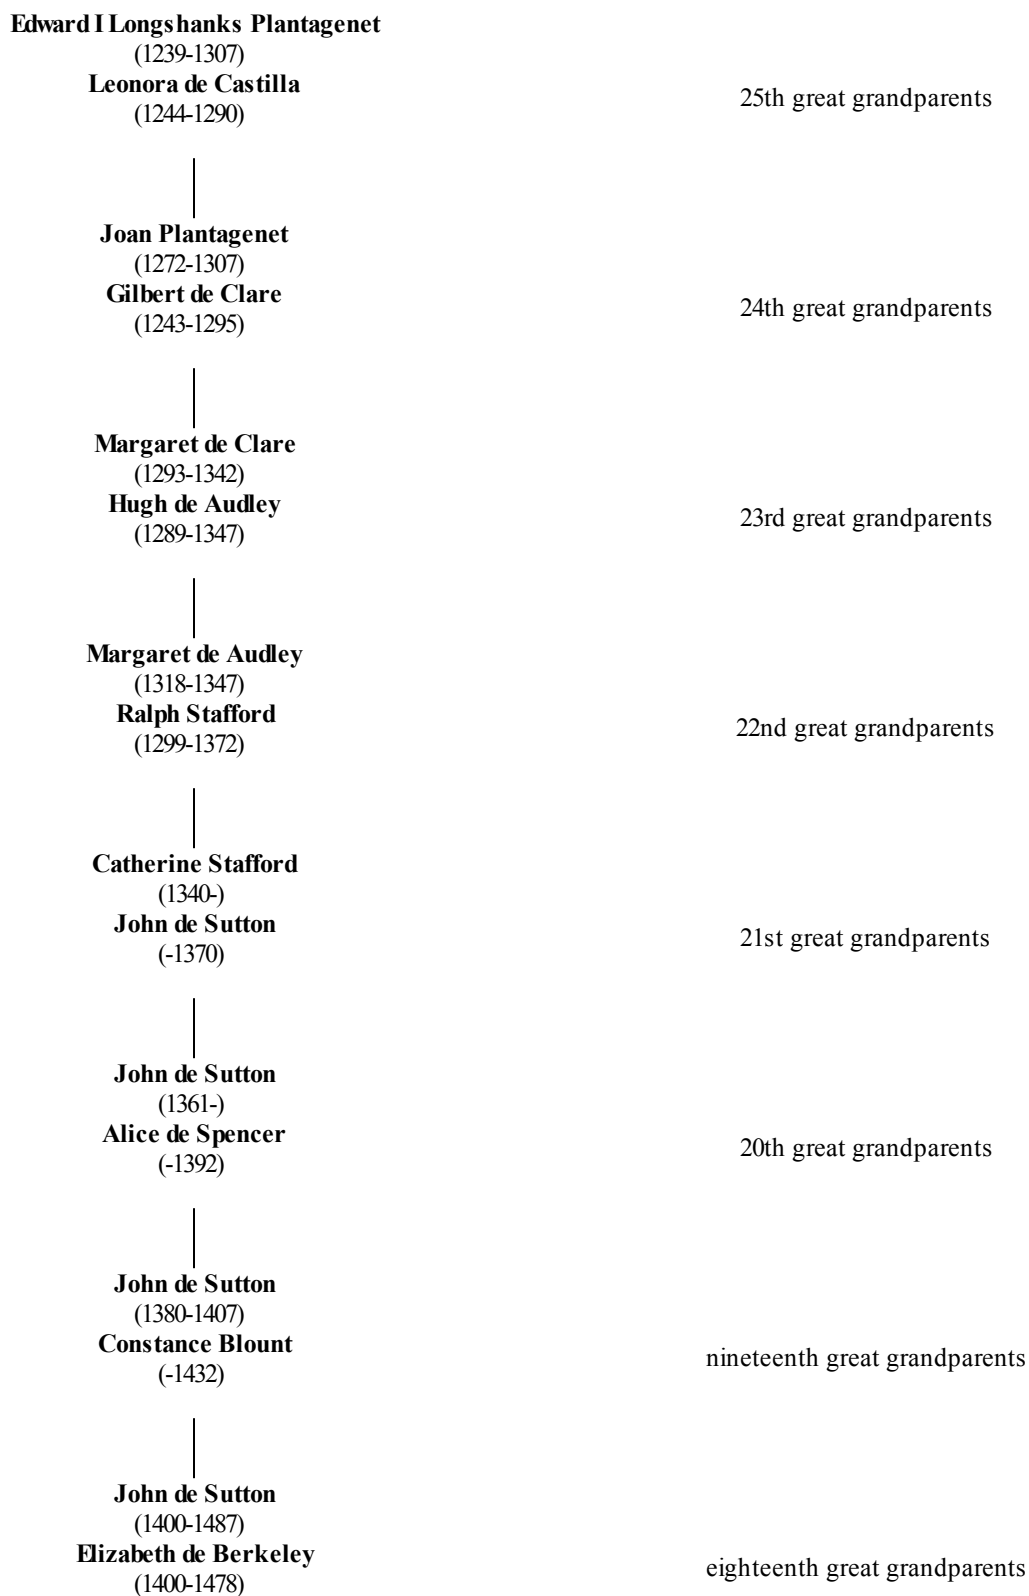 Edward I Longshanks Plantagenet
(1239-1307)
Leonora de Castilla
(1244-1290)
25th great grandparents
Joan Plantagenet
(1272-1307)
Gilbert de Clare
(1243-1295)
24th great grandparents
Margaret de Clare
(1293-1342)
Hugh de Audley
(1289-1347)
23rd great grandparents
Margaret de Audley
(1318-1347)
Ralph Stafford
(1299-1372)
22nd great grandparents
Catherine Stafford
(1340-)
John de Sutton
(-1370)
21st great grandparents
John de Sutton
(1361-)
Alice de Spencer
(-1392)
20th great grandparents
John de Sutton
(1380-1407)
Constance Blount
(-1432)
nineteenth great grandparents
John de Sutton
(1400-1487)
Elizabeth de Berkeley
(1400-1478)
eighteenth great grandparents